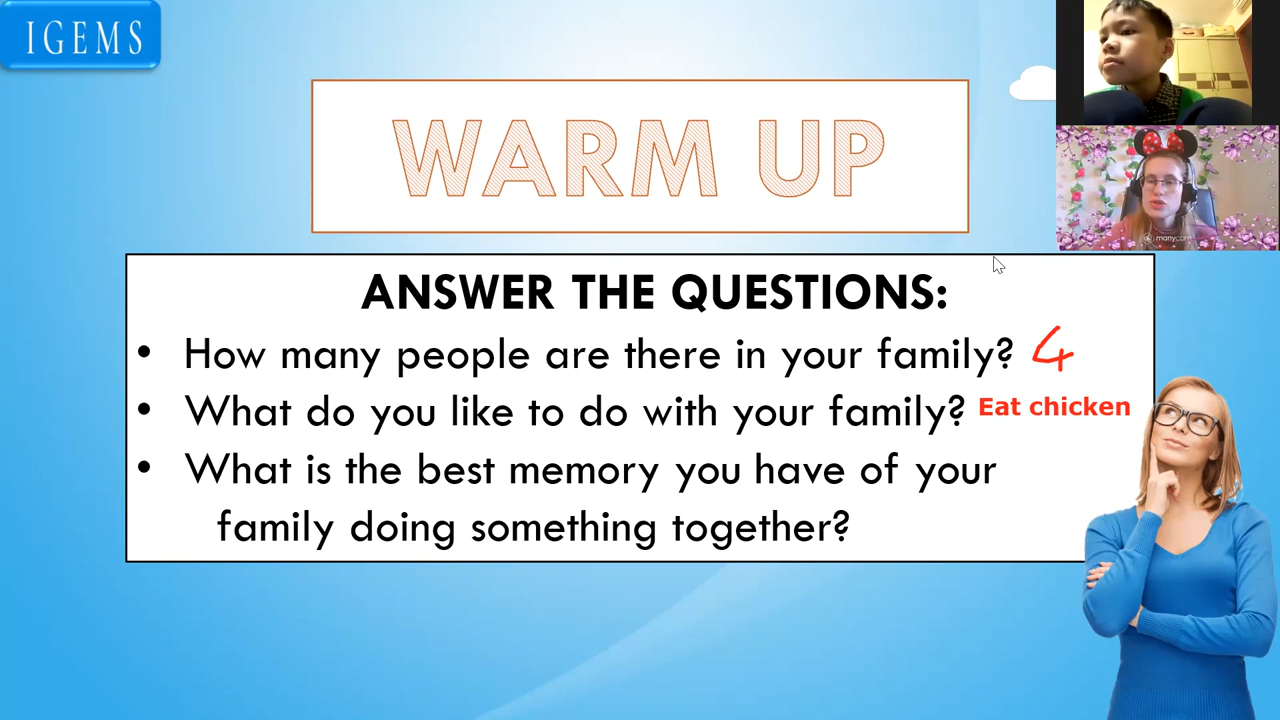 IGEMS
WARM UP
ANSWER THE QUESTIONS:
• How many people are there in your family? 4
• What do you like to do with your family? Eat chicken
• What is the best memory you have of your
family doing something together?
manycam